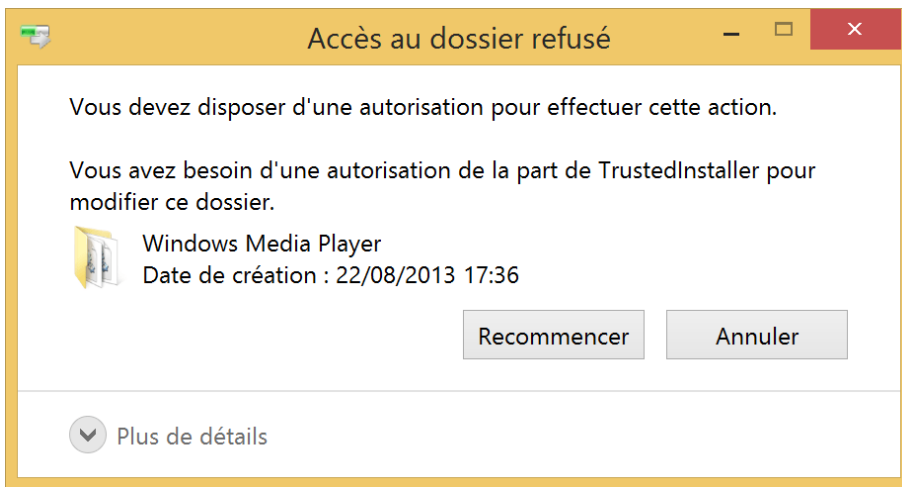 Accès au dossier refusé
Vous devez disposer d'une autorisation pour effectuer cette action.
Vous avez besoin d'une autorisation de la part de TrustedInstaller pour
modifier ce dossier.
Windows Media Player
Date de création : 22/08/2013 17:36
Recommencer
Annuler
Plus de détails